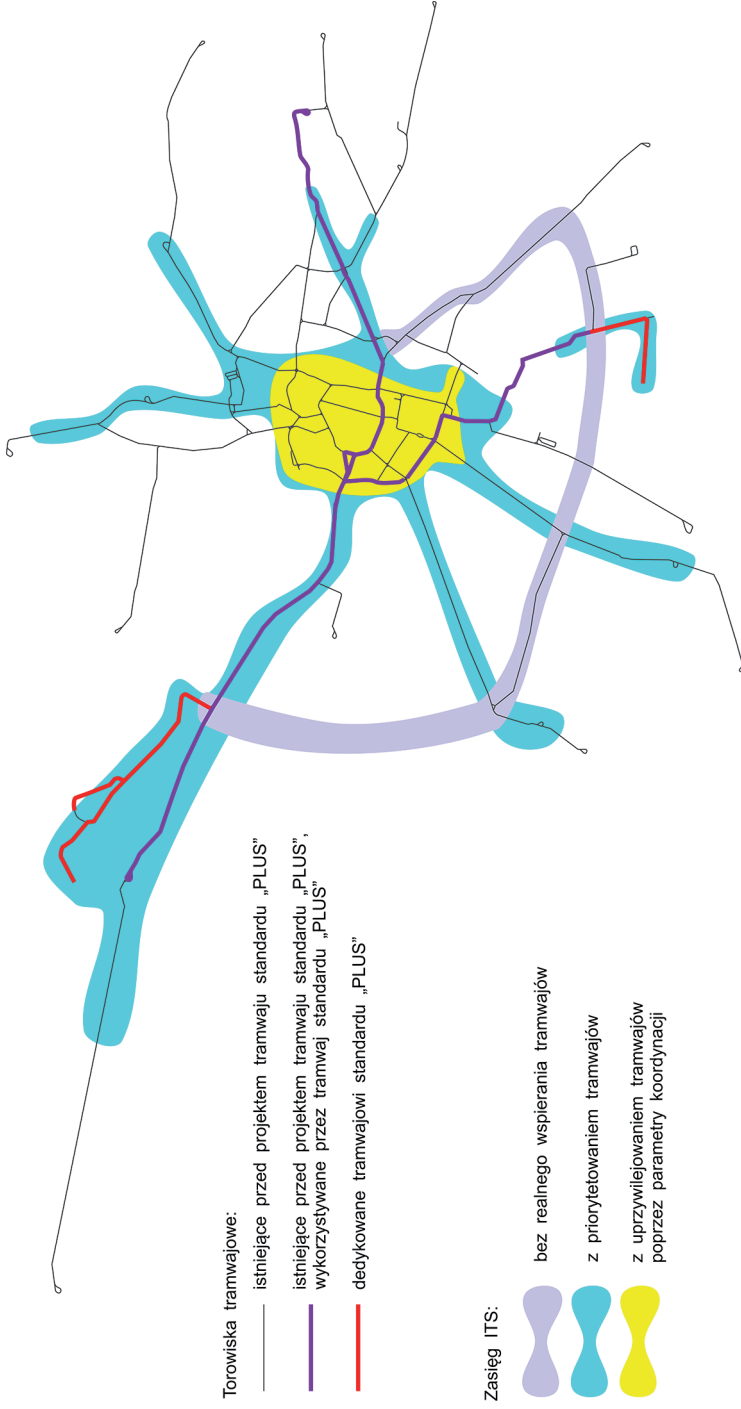 Torowiska tramwajowe:
istniejące przed projektem tramwaju standardu „PLUS”
istniejące przed projektem tramwaju standardu „PLUS”,
wykorzystywane przez tramwaj standardu „PLUS”
dedykowane tramwajowi standardu „PLUS”
Zasięg ITS:
bez realnego wspierania tramwajów
z priorytetowaniem tramwajów
z uprzywilejowaniem tramwajów
poprzez parametry koordynacji